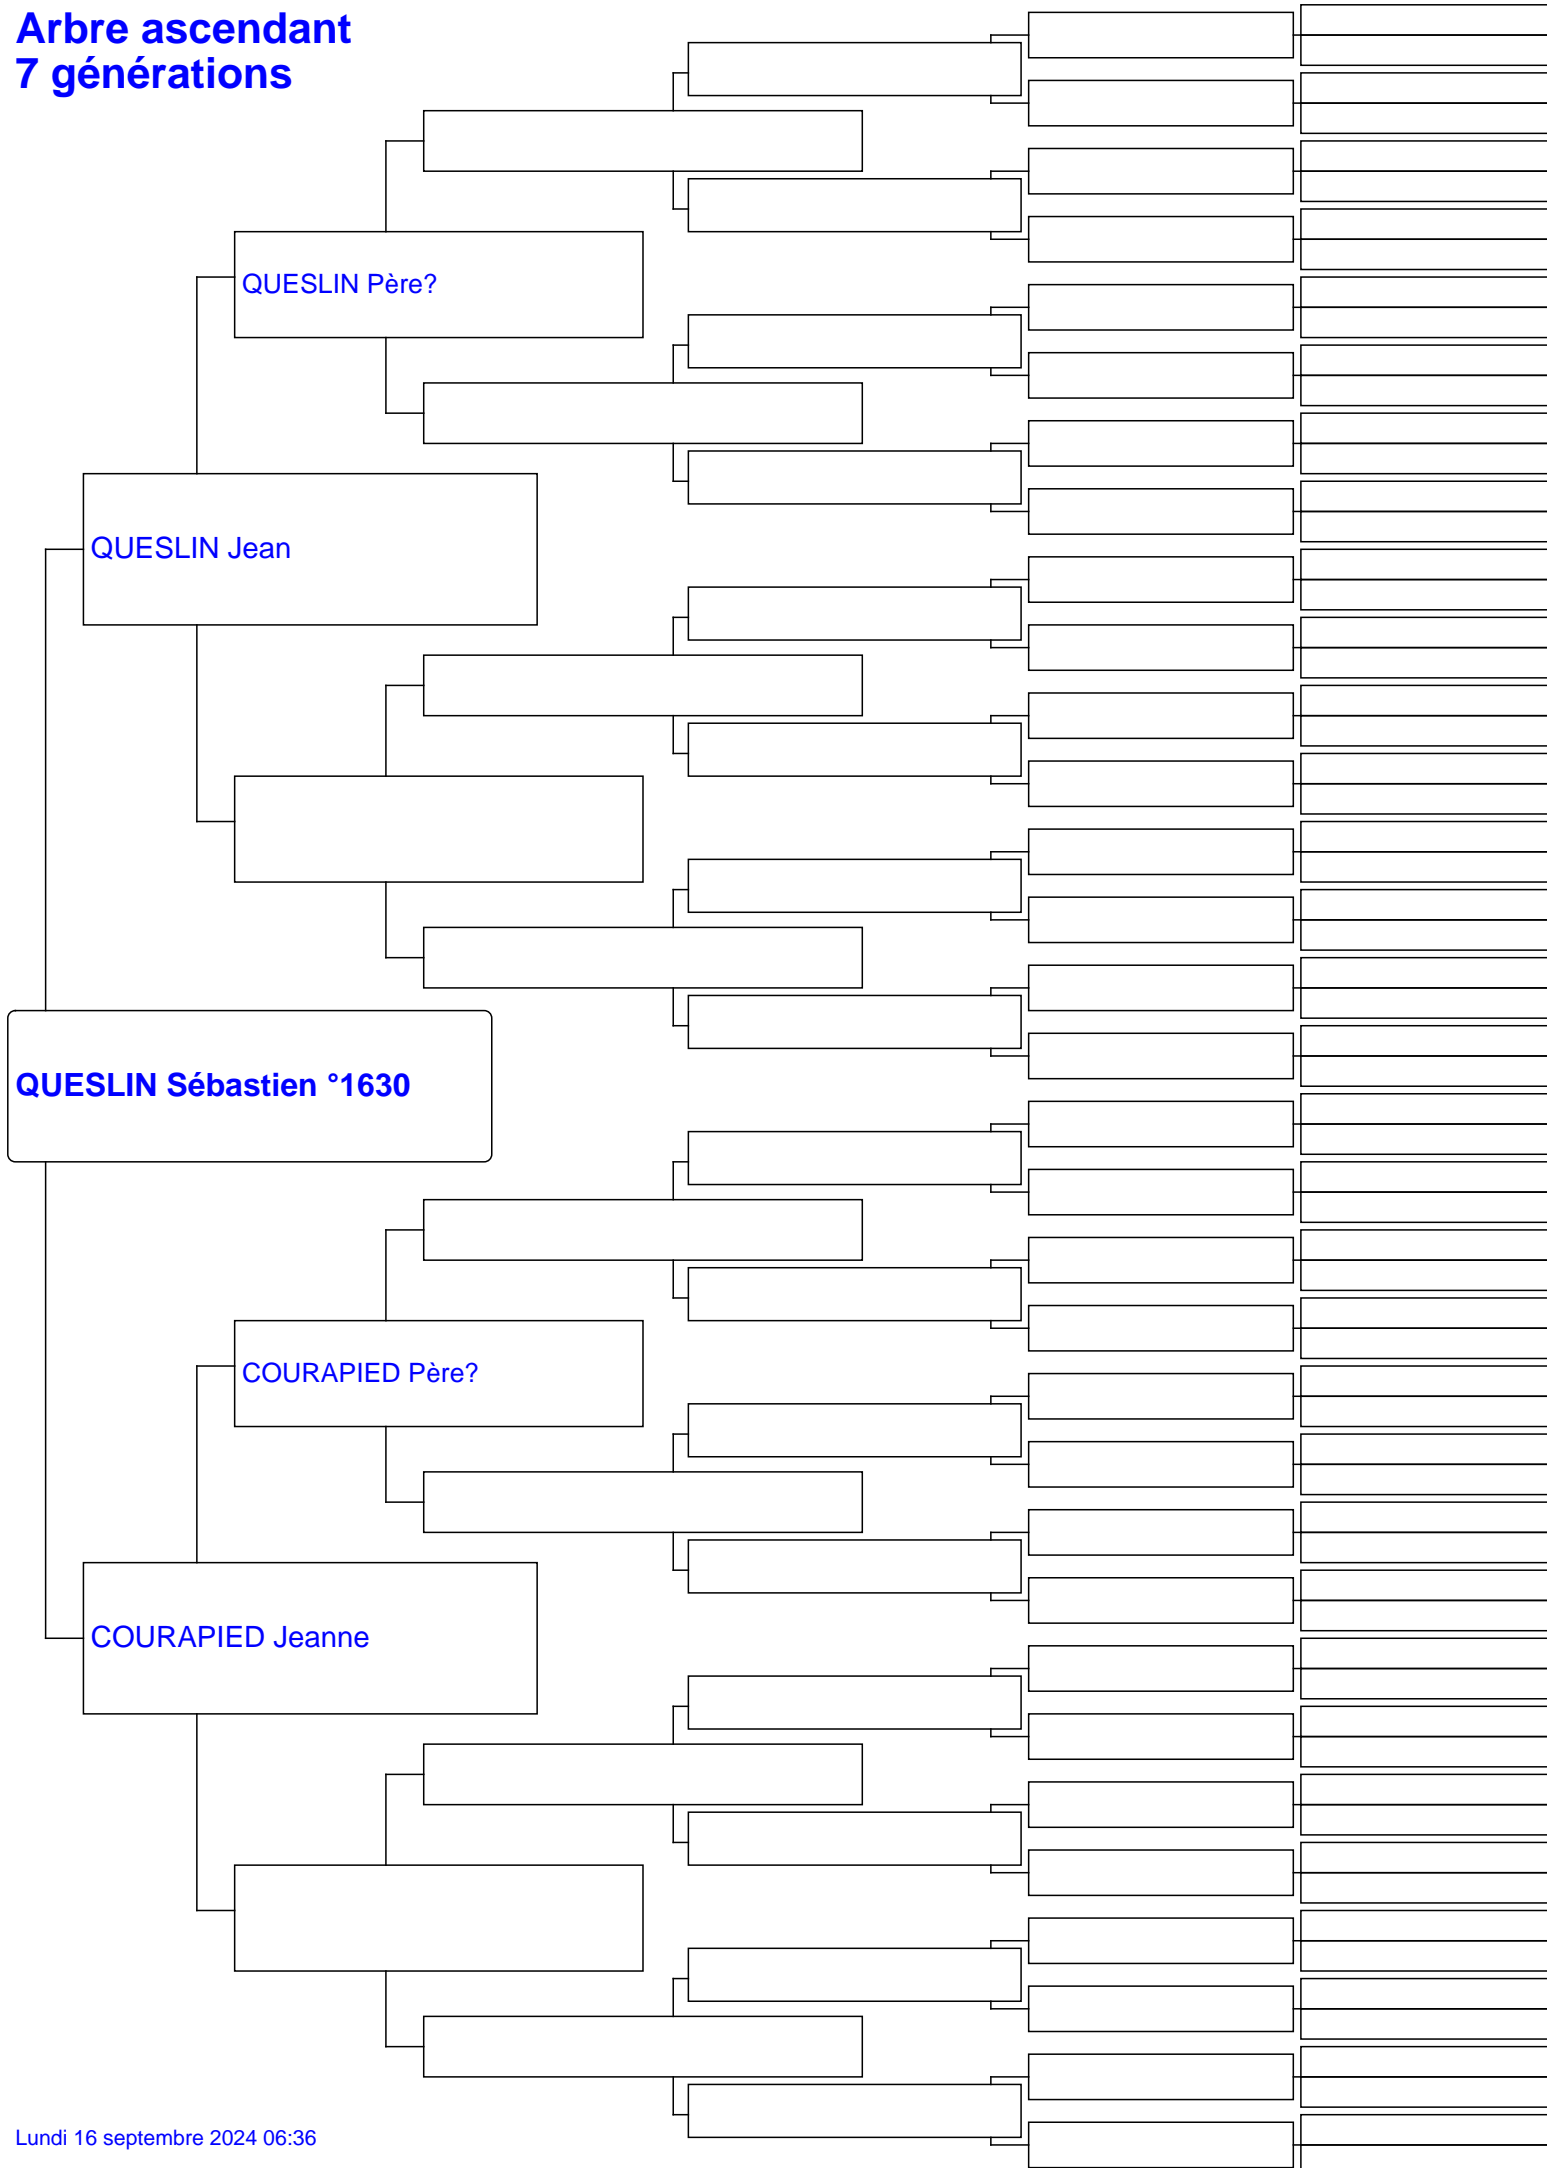 Arbre ascendant
7 générations
QUESLIN Père?
QUESLIN Jean
QUESLIN Sébastien °1630
COURAPIED Père?
COURAPIED Jeanne
Lundi 16 septembre 2024 06:36